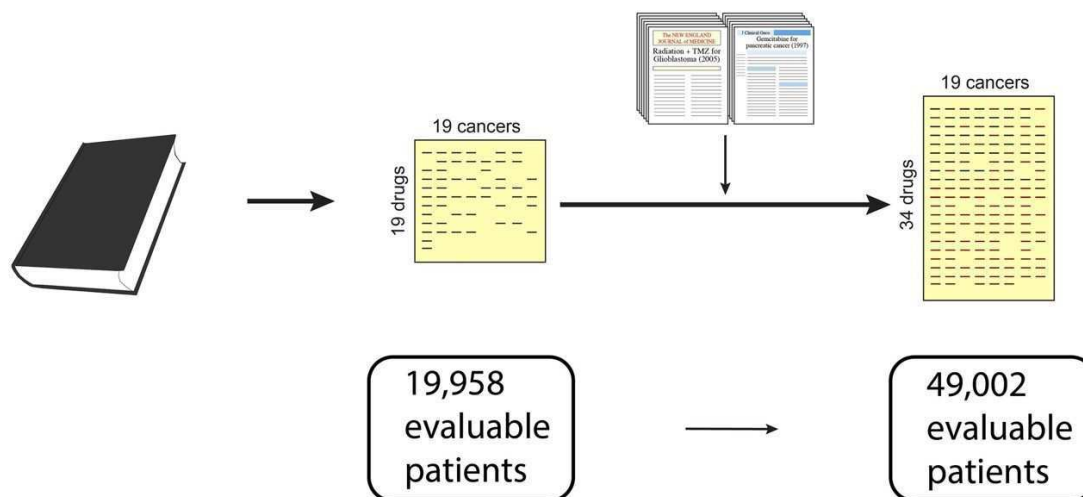 The NEW ENGLAND
JOURNAL of MEDICINE
Radiation + TMZ for
Glioblastoma (2005)
J Clinical Onco
Gemcitabine for
pancreatic cancer (1997)
19 cancers
19 drugs
19 cancers
34 drugs
19,958
evaluable
patients
49,002
evaluable
patients